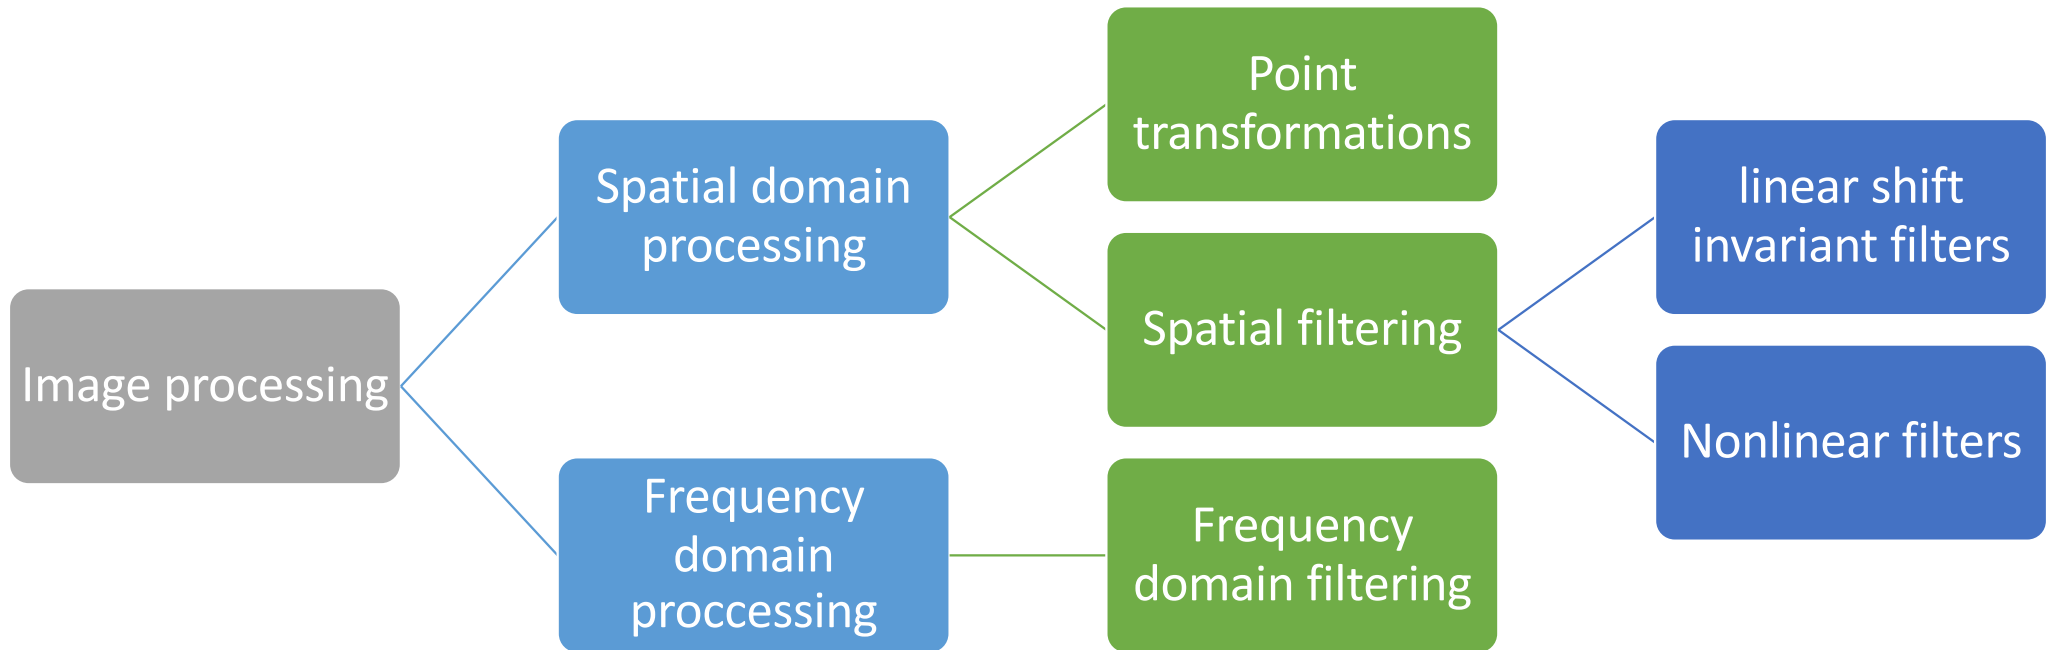 Image processing
Spatial domain
processing
Frequency
domain
proccessing
Point
transformations
Spatial filtering
Frequency
domain filtering
linear shift
invariant filters
Nonlinear filters